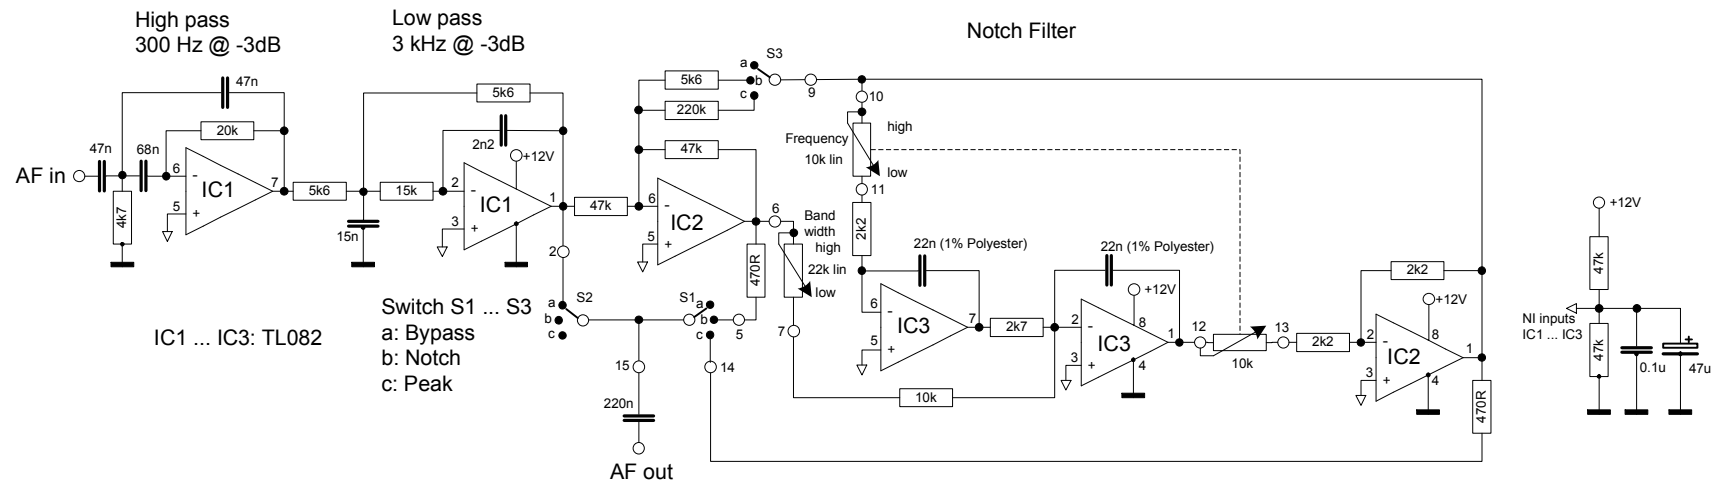 High pass
300 Hz @ -3dB
Low pass
3 kHz @ -3dB
Notch Filter
47n
20k
47n
68n
AF in
4k7
6
-
5
+
IC1
7
5k6
15n
5k6
2n2
+12V
15k
2
-
3
+
IC1
1
47k
2
5k6
220k
47k
a
b
c
S3
9
6
-
5
+
IC2
6
470R
Band
width
high
22k lin
low
7
10
high
Frequency
10k lin
low
11
2k2
22n (1% Polyester)
6
-
5
+
IC3
7
2k7
22n (1% Polyester)
+12V
2
-
3
+
IC3
8
1
4
12
10k
13
2k2
2k2
+12V
2
-
3
+
IC2
8
1
4
470R
10k
a
b
c
S2
S1
a
b
c
5
14
15
220n
AF out
Switch S1 ... S3
a: Bypass
b: Notch
c: Peak
IC1 ... IC3: TL082
+12V
47k
NI inputs
IC1 ... IC3
47k
0.1u
+
47u